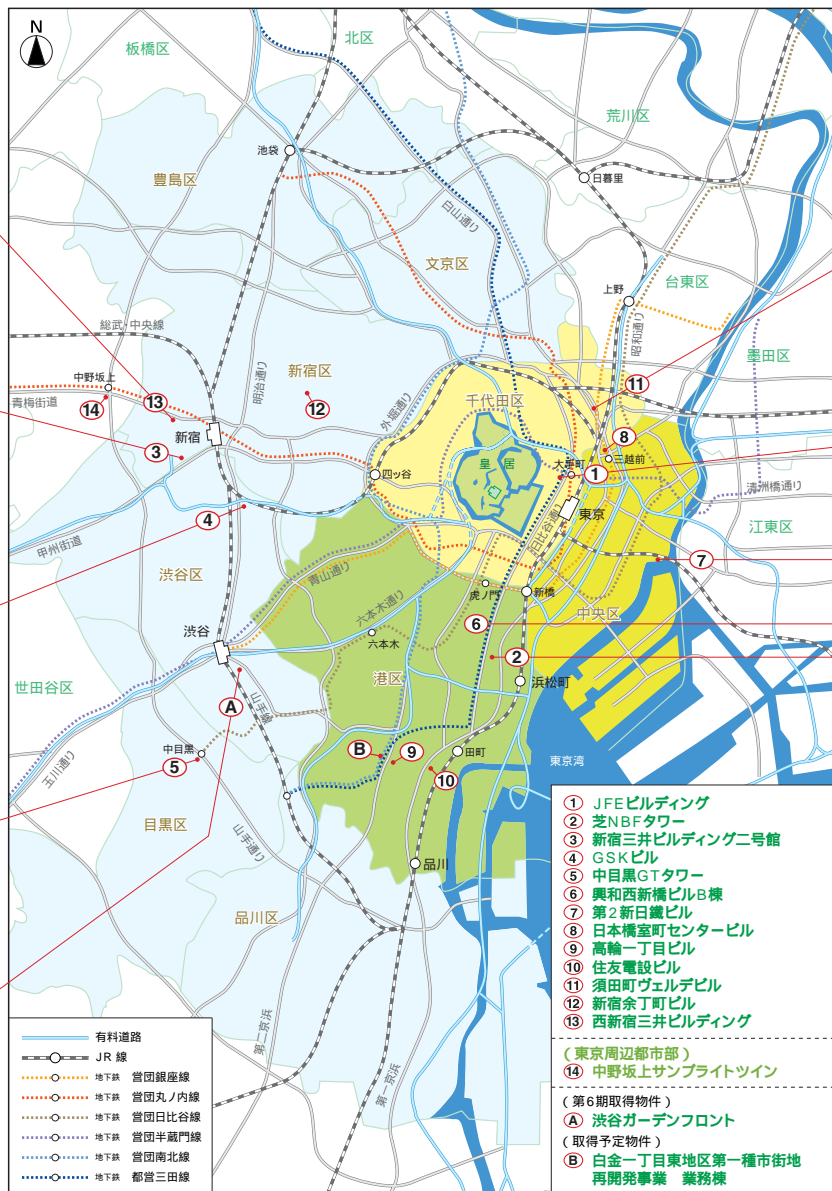 N
板橋区
北区
荒川区
池袋
日暮里
豊島区
白山通り
文京区
上野
台東区
昭和通り
総武・中央線
墨田区
中野坂上
明治通り
新宿区
外堀通り
千代田区
11
青梅街道
14
13
12
8
新宿
3
四ッ谷
皇居
大手町
三越前
1
清洲橋通り
4
日比谷通り
東京
江東区
甲州街道
青山通り
7
渋谷区
虎ノ門
新橋
六本木通り
中央区
6
渋谷
六本木
2
世田谷区
港区
浜松町
A
山手線
中目黒
B
9
田町
東京湾
5
10
玉川通り
目黒区
山手通り
品川
品川区
第二京浜
第一京浜
有料道路
JR線
地下鉄 営団銀座線
地下鉄 営団丸ノ内線
地下鉄 営団日比谷線
地下鉄 営団半蔵門線
地下鉄 営団南北線
地下鉄 都営三田線
1 JFEビルディング
2 芝NBFタワー
3 新宿三井ビルディング二号館
4 GSKビル
5 中目黒GTタワー
6 興和西新橋ビルB棟
7 第2新日鐵ビル
8 日本橋室町センタービル
9 高輪一丁目ビル
10 住友電設ビル
11 須田町ヴェルデビル
12 新宿余丁町ビル
13 西新宿三井ビルディング
(東京周辺都市部)
14 中野坂上サンブライトツイン
(第6期取得物件)
A 渋谷ガーデンフロント
(取得予定物件)
B 白金一丁目東地区第一種市街地
再開発事業 業務棟